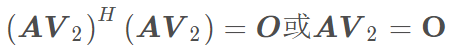 (AV₂)ᴴ(AV₂) = O或AV₂ = O